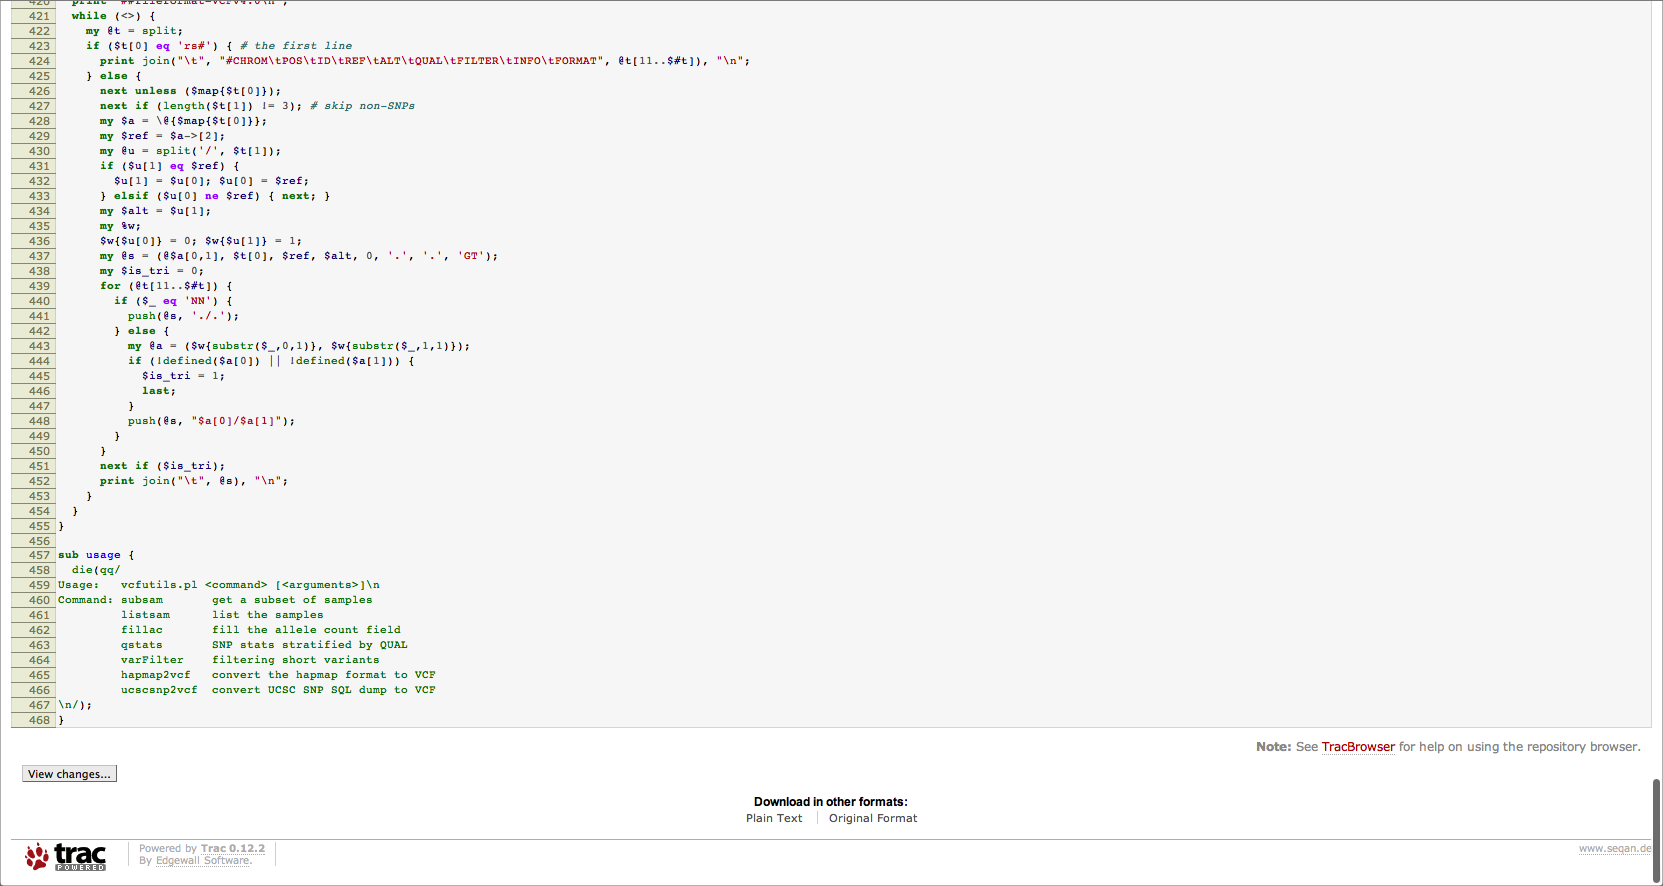 420   print "##fileformat=VCFv4.0\n";
421   while (<>) {
422     my @t = split;
423     if ($t[0] eq 'rs#') { # the first line
424       print join("\t", "#CHROM\tPOS\tID\tREF\tALT\tQUAL\tFILTER\tINFO\tFORMAT", @t[11..$#t]), "\n";
425     } else {
426       next unless ($map{$t[0]});
427       next if (length($t[1]) != 3); # skip non-SNPs
428       my $a = \@{$map{$t[0]}};
429       my $ref = $a->[2];
430       my @u = split('/', $t[1]);
431       if ($u[1] eq $ref) {
432         $u[1] = $u[0]; $u[0] = $ref;
433       } elsif ($u[0] ne $ref) { next; }
434       my $alt = $u[1];
435       my %w;
436       $w{$u[0]} = 0; $w{$u[1]} = 1;
437       my @s = (@$a[0,1], $t[0], $ref, $alt, 0, '.', '.', 'GT');
438       my $is_tri = 0;
439       for (@t[11..$#t]) {
440         if ($_ eq 'NN') {
441           push(@s, './.');
442         } else {
443           my @a = ($w{substr($_,0,1)}, $w{substr($_,1,1)});
444           if (!defined($a[0]) || !defined($a[1])) {
445             $is_tri = 1;
446             last;
447           }
448           push(@s, "$a[0]/$a[1]");
449         }
450       }
451       next if ($is_tri);
452       print join("\t", @s), "\n";
453     }
454   }
455 }
456
457 sub usage {
458   die(qq/
459 Usage:   vcfutils.pl <command> [<arguments>]\n
460 Command: subsam       get a subset of samples
461          listsam      list the samples
462          fillac       fill the allele count field
463          qstats       SNP stats stratified by QUAL
464          varFilter    filtering short variants
465          hapmap2vcf   convert the hapmap format to VCF
466          ucscsnp2vcf  convert UCSC SNP SQL dump to VCF
467 \n/);
468 }
Note: See TracBrowser for help on using the repository browser.
View changes...
Download in other formats:
Plain Text
Original Format
trac POWERED
Powered by Trac 0.12.2
By Edgewall Software.
www.seqan.de